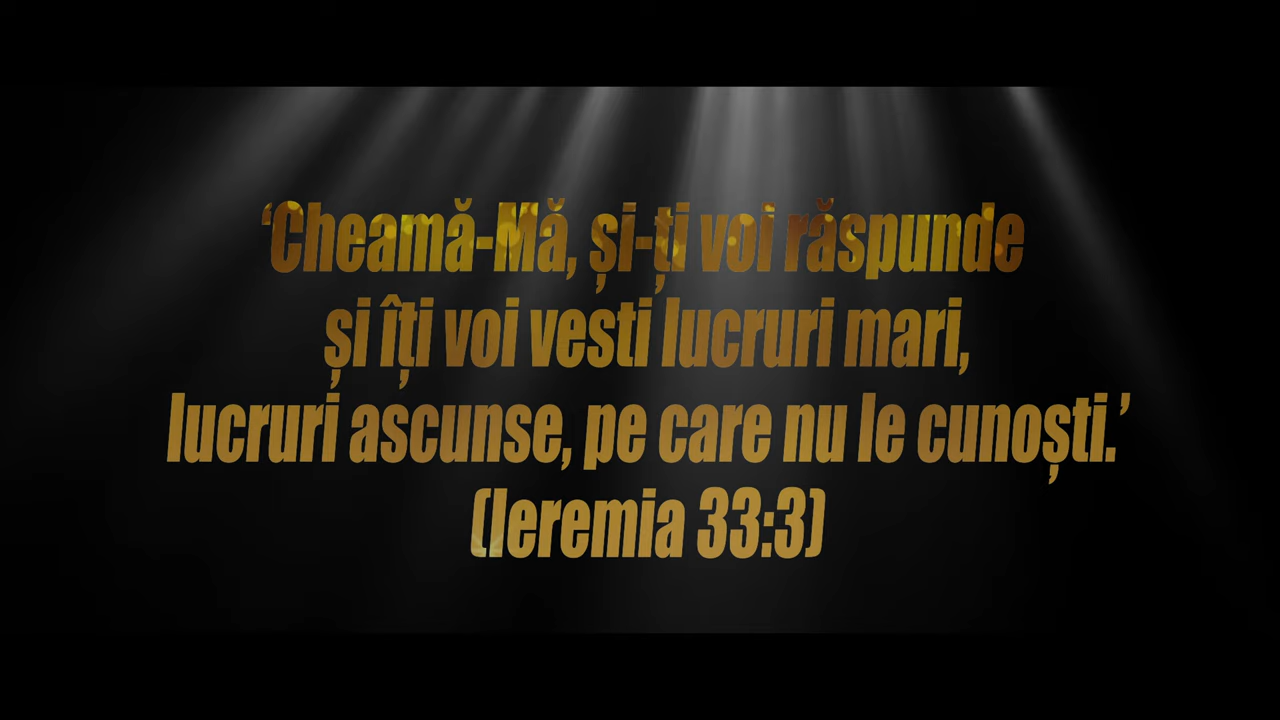 ‘Cheamă-Mă, și-ți voi răspunde
și îți voi vesti lucruri mari,
lucruri ascunse, pe care nu le cunoști.’
(Ieremia 33:3)